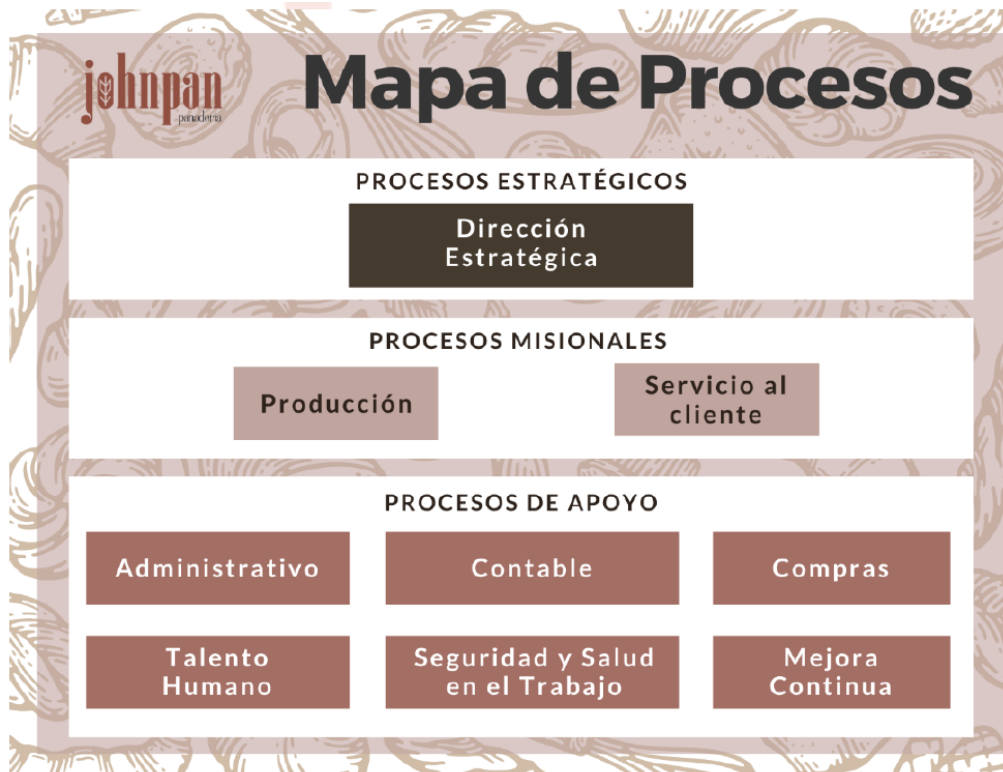 johnpan
panadería
Mapa de Procesos
PROCESOS ESTRATÉGICOS
Dirección
Estratégica
PROCESOS MISIONALES
Producción
Servicio al
cliente
PROCESOS DE APOYO
Administrativo
Contable
Compras
Talento
Humano
Seguridad y Salud
en el Trabajo
Mejora
Continua